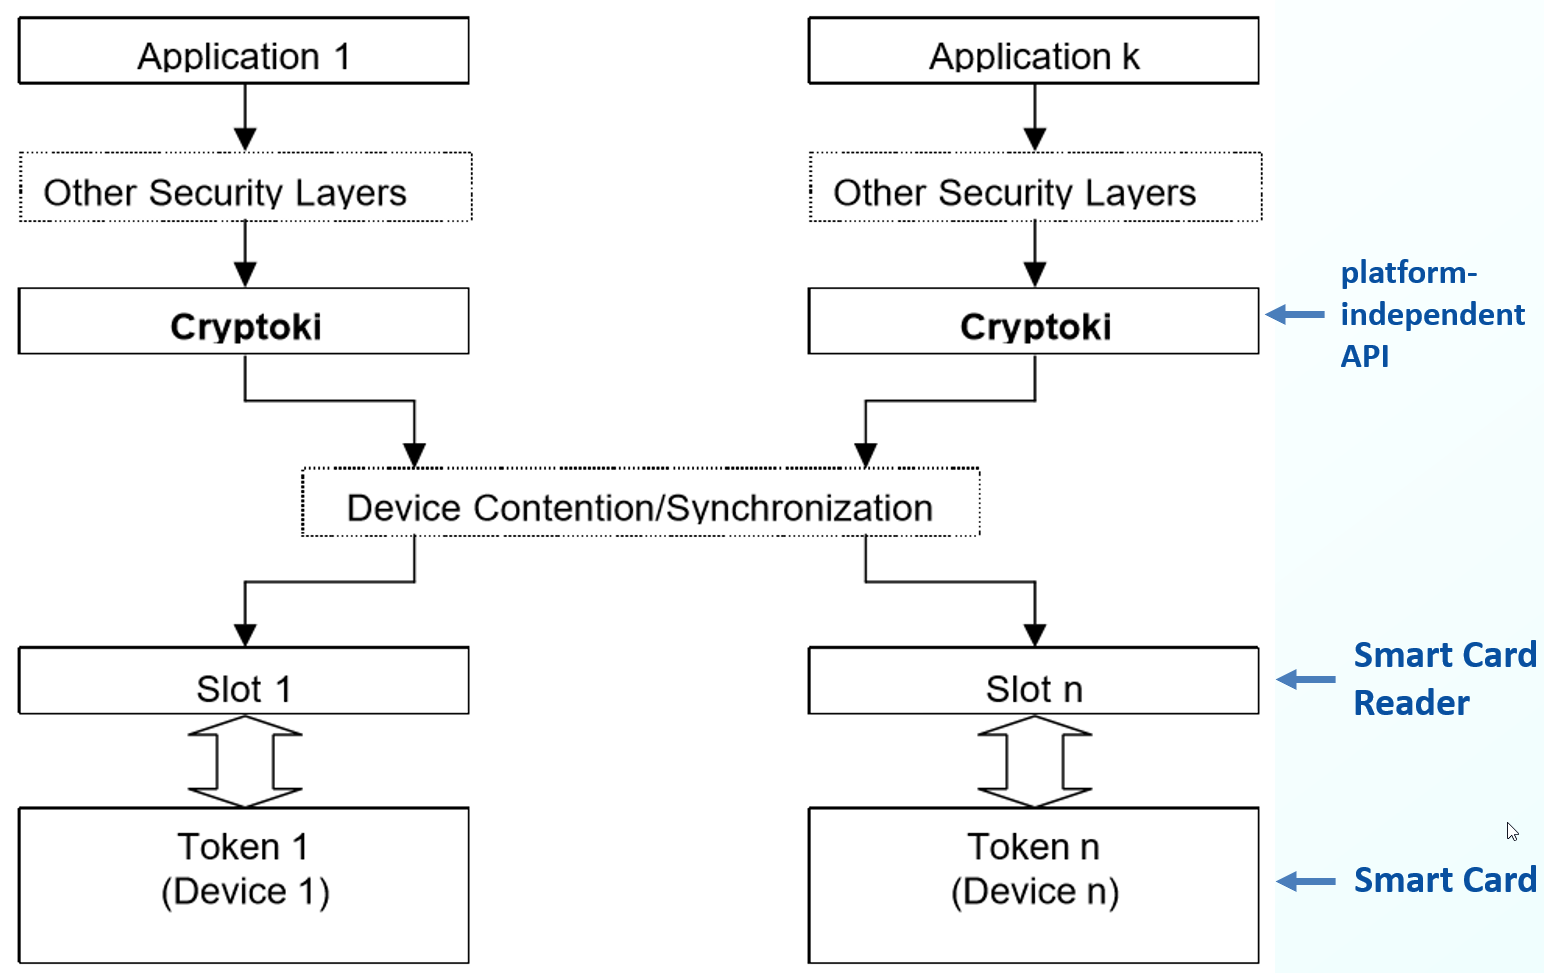 Application 1
Application k
Other Security Layers
Other Security Layers
Cryptoki
Cryptoki
platform-
independent
API
Device Contention/Synchronization
Slot 1
Slot n
Smart Card
Reader
Token 1
(Device 1)
Token n
(Device n)
Smart Card